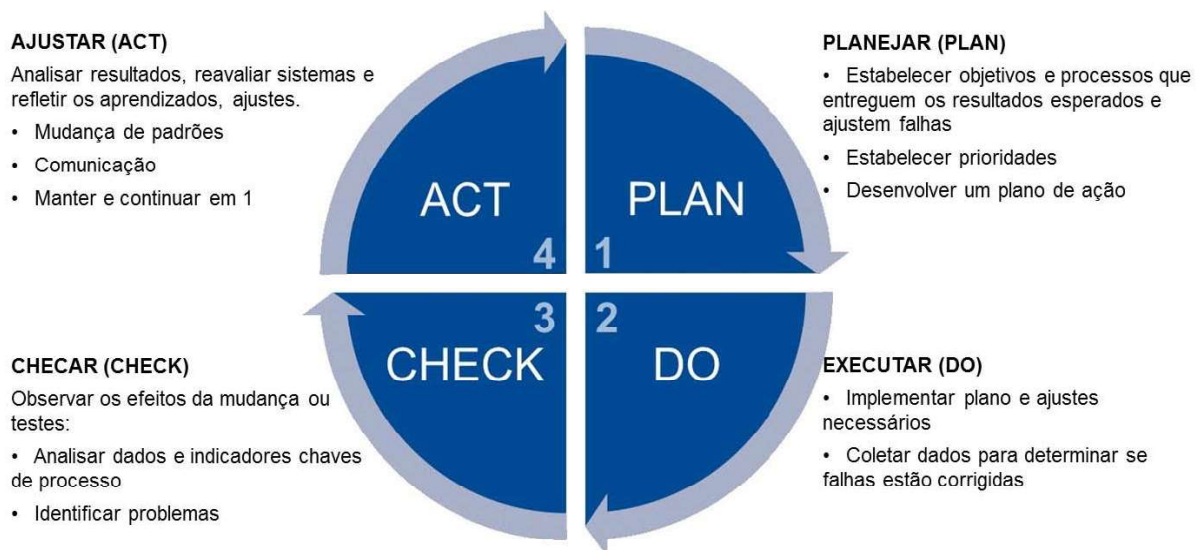 AJUSTAR (ACT)
Analisar resultados, reavaliar sistemas e
refletir os aprendizados, ajustes.
• Mudança de padrões
• Comunicação
• Manter e continuar em 1
ACT
4
PLAN
1
PLANEJAR (PLAN)
• Estabelecer objetivos e processos que
entreguem os resultados esperados e
ajustem falhas
• Estabelecer prioridades
• Desenvolver um plano de ação
CHECAR (CHECK)
Observar os efeitos da mudança ou
testes:
• Analisar dados e indicadores chaves
de processo
• Identificar problemas
3
CHECK
2
DO
EXECUTAR (DO)
• Implementar plano e ajustes
necessários
• Coletar dados para determinar se
falhas estão corrigidas